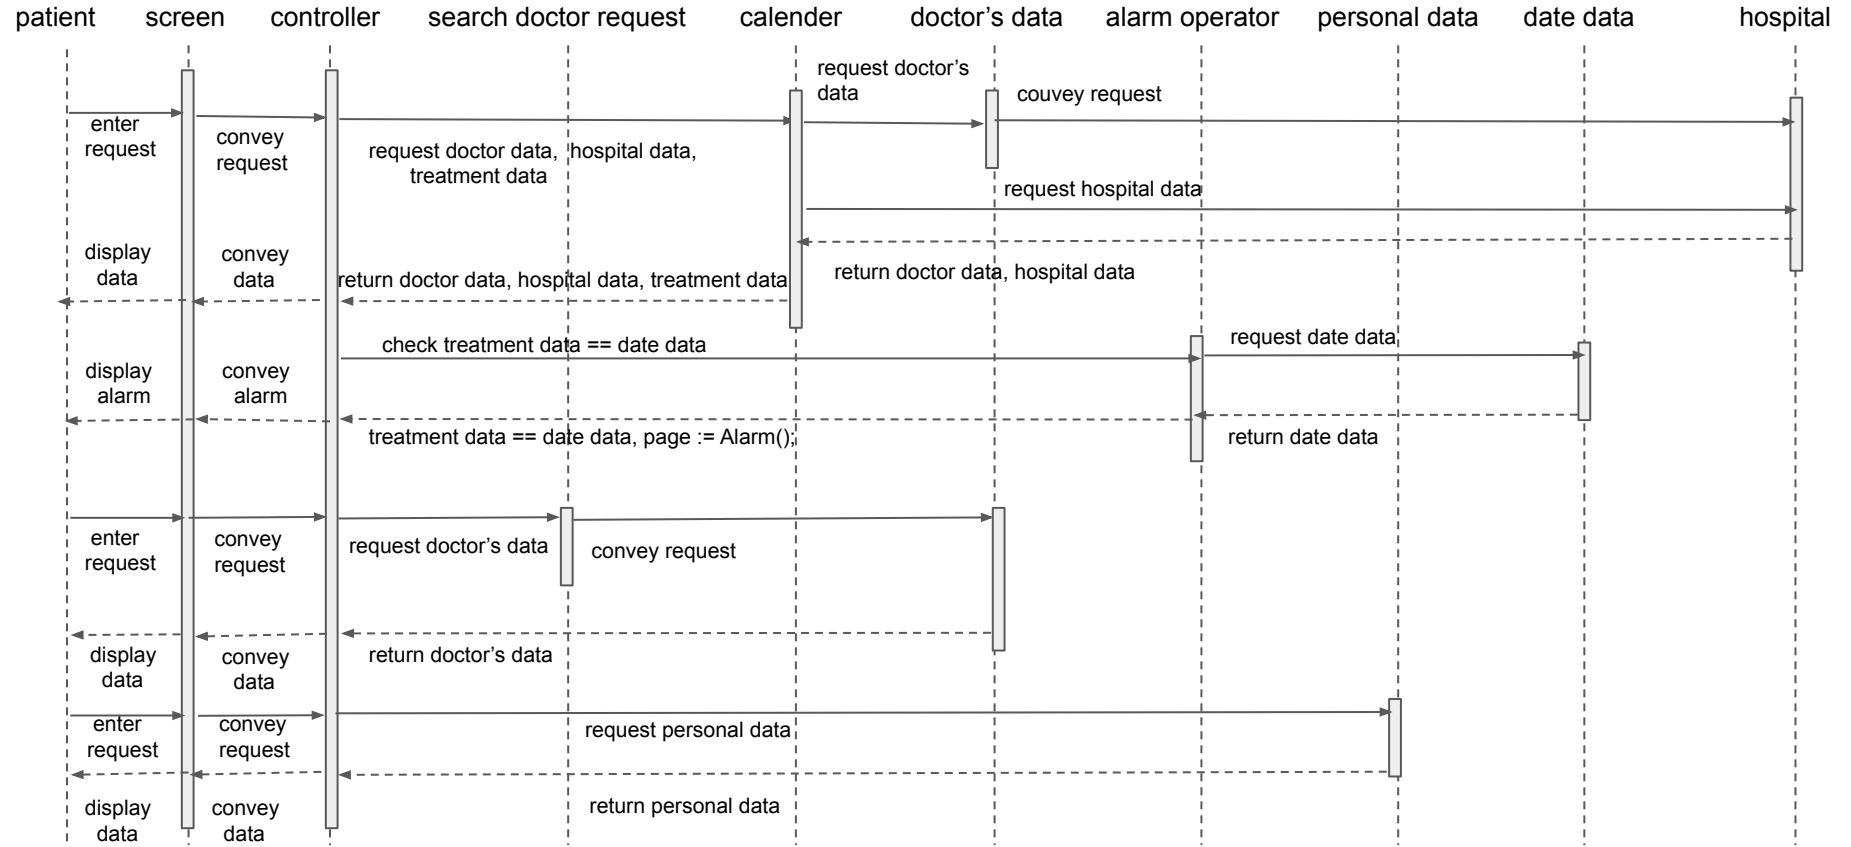 patient screen controller search doctor request calender doctor's data alarm operator personal data date data hospital
request doctor's
data
couvey request
enter
request
convey
request
request doctor data, hospital data,
treatment data
request hospital data
display
data
convey
data
return doctor data, hospital data, treatment data
return doctor data, hospital data
check treatment data == date data
request date data
display
alarm
convey
alarm
treatment data == date data, page := Alarm();
return date data
enter
request
convey
request
request doctor's data
convey request
display
data
convey
data
return doctor's data
enter
request
convey
request
request personal data
display
data
convey
data
return personal data